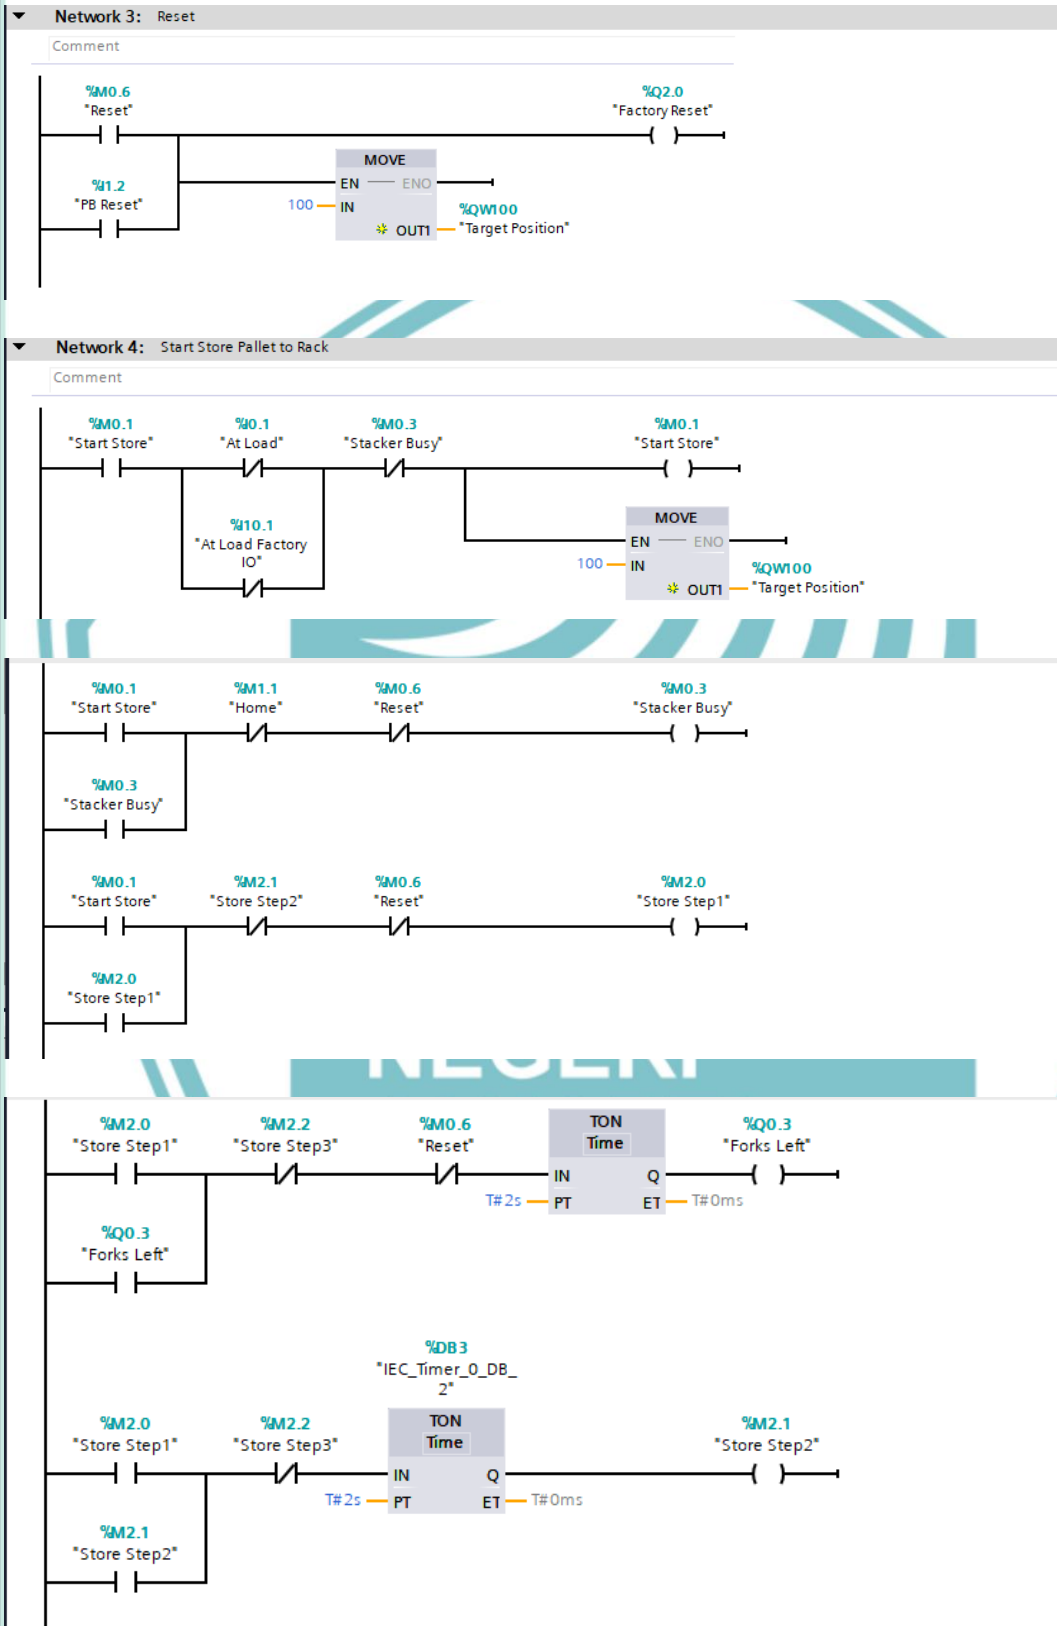 Network 3: Reset
Comment
%M0.6
"Reset"
%Q2.0
"Factory Reset"
MOVE
EN ENO
%I1.2
"PB Reset"
100 IN
%QW100
OUT1 "Target Position"
Network 4: Start Store Pallet to Rack
Comment
%M0.1 %I0.1 %M0.3 %M0.1
"Start Store" "At Load" "Stacker Busy" "Start Store"
MOVE
%I10.1
"At Load Factory
IO"
EN ENO
100 IN
%QW100
OUT1 "Target Position"
%M0.1 %M1.1 %M0.6 %M0.3
"Start Store" "Home" "Reset" "Stacker Busy"
%M0.3
"Stacker Busy"
%M0.1 %M2.1 %M0.6 %M2.0
"Start Store" "Store Step2" "Reset" "Store Step1"
%M2.0
"Store Step1"
NEGERI
%M2.0 %M2.2 %M0.6 TON %Q0.3
"Store Step1" "Store Step3" "Reset" Time "Forks Left"
IN Q
T#2s PT ET T#0ms
%Q0.3
"Forks Left"
%DB3
"IEC_Timer_0_DB_
2"
%M2.0 %M2.2 TON %M2.1
"Store Step1" "Store Step3" Time "Store Step2"
IN Q
T#2s PT ET T#0ms
%M2.1
"Store Step2"